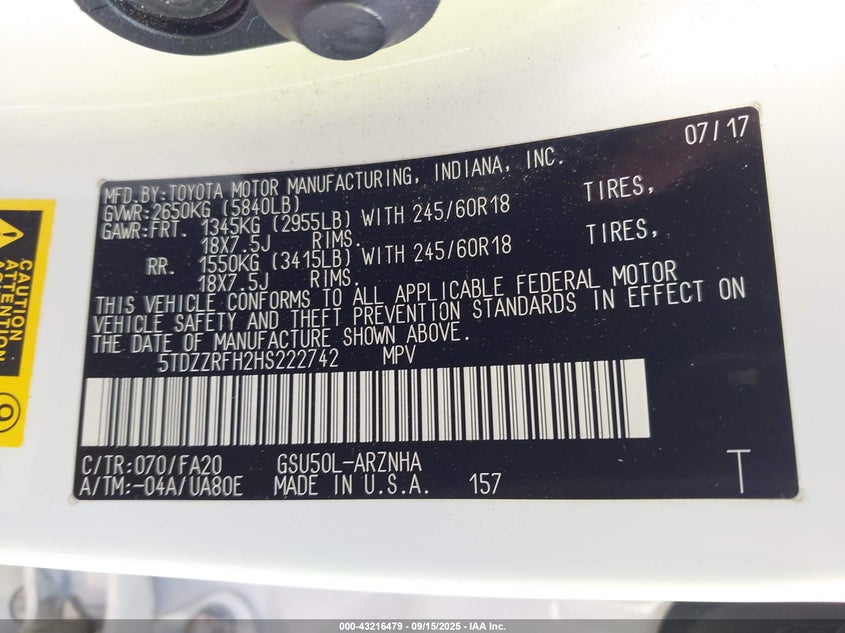 07/17
MFD.BY:TOYOTA MOTOR MANUFACTURING, INDIANA, INC.
GVWR:2650KG (5840LB)
GAWR:FRT. 1345KG (2955LB) WITH 245/60R18 TIRES,
18X7.5J RIMS.
RR. 1550KG (3415LB) WITH 245/60R18 TIRES,
18X7.5J RIMS.
THIS VEHICLE CONFORMS TO ALL APPLICABLE FEDERAL MOTOR
VEHICLE SAFETY AND THEFT PREVENTION STANDARDS IN EFFECT ON
THE DATE OF MANUFACTURE SHOWN ABOVE.
5TDZZRFH2HS222742 MPV
C/TR:070/FA20 GSU50L-ARZNHA
A/TM:-04A/UA80E MADE IN U.S.A. 157 T
CAUTION
ATTENTION
000-43216479 - 09/15/2025 - IAA Inc.